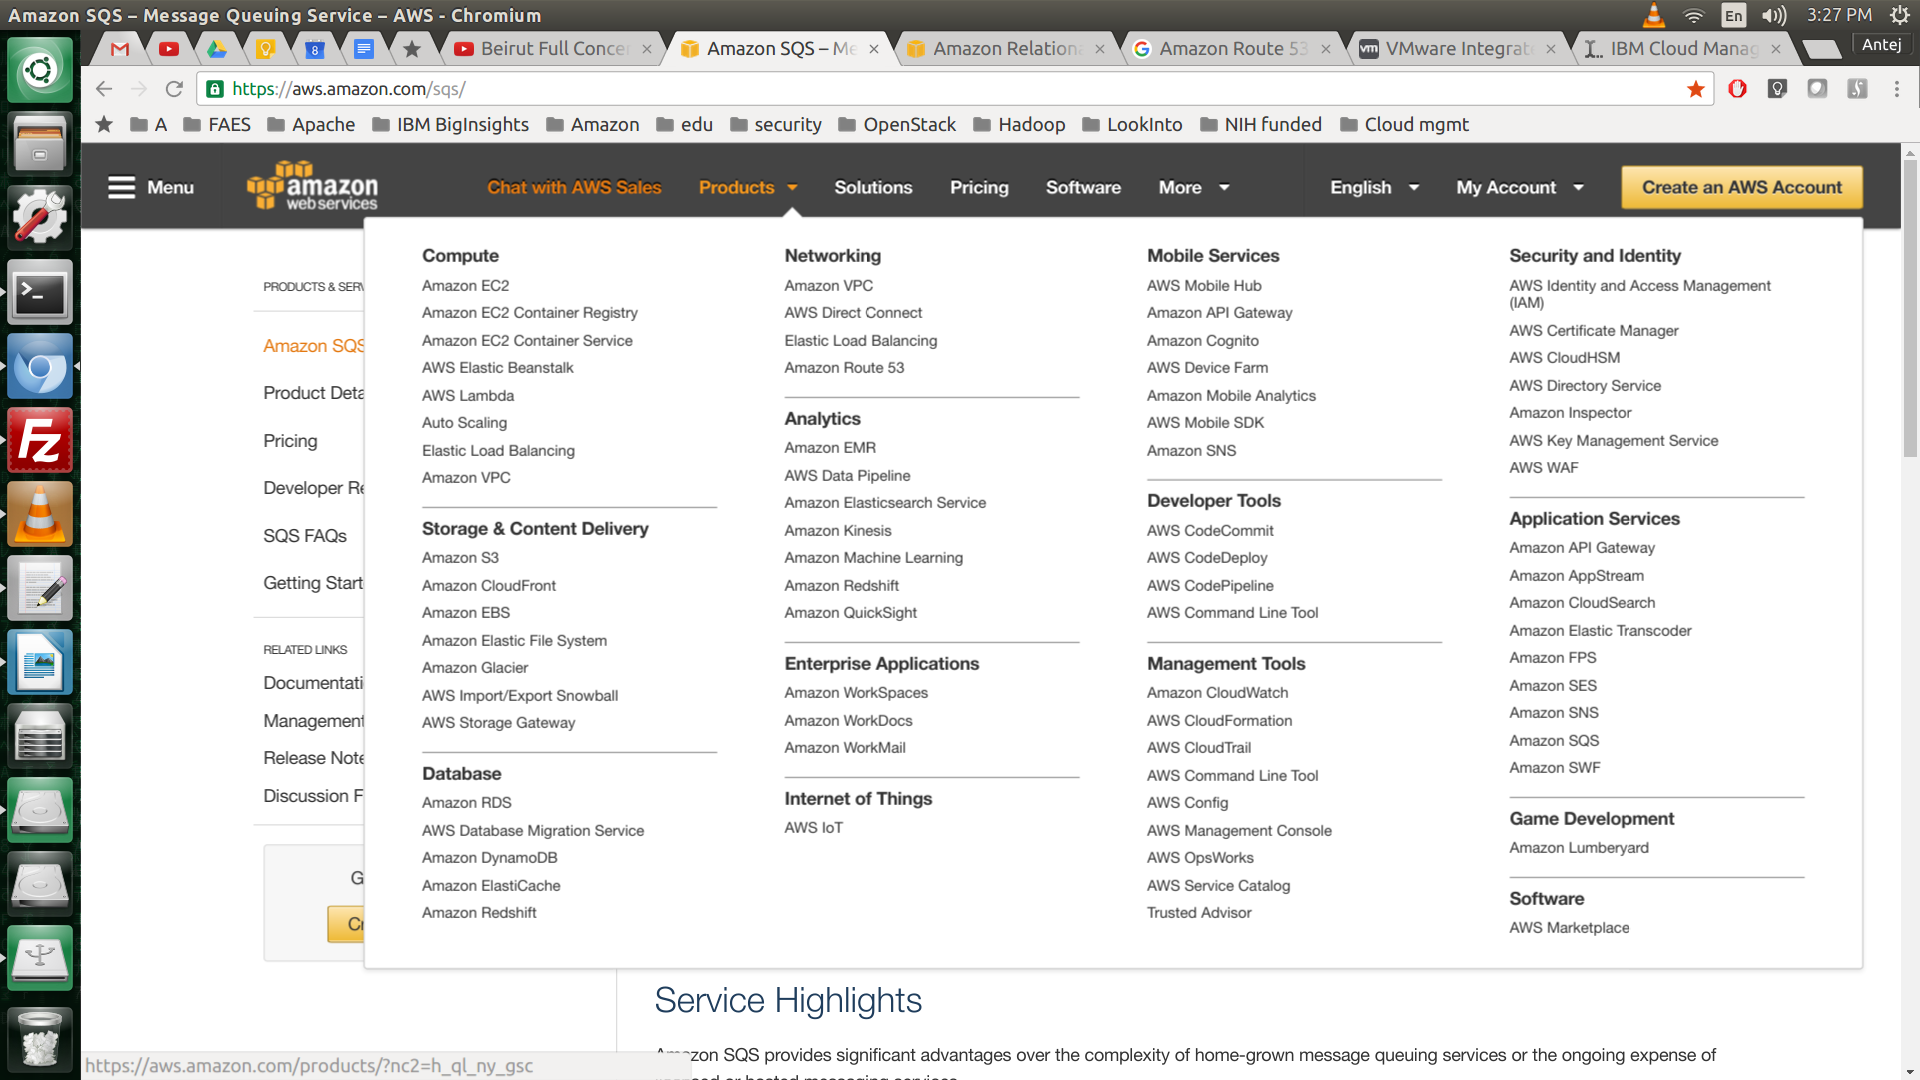 Amazon SQS – Message Queuing Service – AWS - Chromium
En
3:27 PM
Beirut Full Concer
Amazon SQS – Me
Amazon Relationa
Amazon Route 53
VMware Integrat
IBM Cloud Manag
Antej
https://aws.amazon.com/sqs/
A
FAES
Apache
IBM BigInsights
Amazon
edu
security
OpenStack
Hadoop
LookInto
NIH funded
Cloud mgmt
Menu
amazon
web services
Chat with AWS Sales
Products
Solutions
Pricing
Software
More
English
My Account
Create an AWS Account
PRODUCTS & SERV
Amazon SQS
Product Deta
Pricing
Developer Re
SQS FAQs
Getting Start
RELATED LINKS
Documentati
Management
Release Note
Discussion F
G
Cr
Compute
Amazon EC2
Amazon EC2 Container Registry
Amazon EC2 Container Service
AWS Elastic Beanstalk
AWS Lambda
Auto Scaling
Elastic Load Balancing
Amazon VPC
Storage & Content Delivery
Amazon S3
Amazon CloudFront
Amazon EBS
Amazon Elastic File System
Amazon Glacier
AWS Import/Export Snowball
AWS Storage Gateway
Database
Amazon RDS
AWS Database Migration Service
Amazon DynamoDB
Amazon ElastiCache
Amazon Redshift
Networking
Amazon VPC
AWS Direct Connect
Elastic Load Balancing
Amazon Route 53
Analytics
Amazon EMR
AWS Data Pipeline
Amazon Elasticsearch Service
Amazon Kinesis
Amazon Machine Learning
Amazon Redshift
Amazon QuickSight
Enterprise Applications
Amazon WorkSpaces
Amazon WorkDocs
Amazon WorkMail
Internet of Things
AWS IoT
Mobile Services
AWS Mobile Hub
Amazon API Gateway
Amazon Cognito
AWS Device Farm
Amazon Mobile Analytics
AWS Mobile SDK
Amazon SNS
Developer Tools
AWS CodeCommit
AWS CodeDeploy
AWS CodePipeline
AWS Command Line Tool
Management Tools
Amazon CloudWatch
AWS CloudFormation
AWS CloudTrail
AWS Command Line Tool
AWS Config
AWS Management Console
AWS OpsWorks
AWS Service Catalog
Trusted Advisor
Security and Identity
AWS Identity and Access Management
(IAM)
AWS Certificate Manager
AWS CloudHSM
AWS Directory Service
Amazon Inspector
AWS Key Management Service
AWS WAF
Application Services
Amazon API Gateway
Amazon AppStream
Amazon CloudSearch
Amazon Elastic Transcoder
Amazon FPS
Amazon SES
Amazon SNS
Amazon SQS
Amazon SWF
Game Development
Amazon Lumberyard
Software
AWS Marketplace
Service Highlights
Amazon SQS provides significant advantages over the complexity of home-grown message queuing services or the ongoing expense of
https://aws.amazon.com/products/?nc2=h_ql_ny_gsc